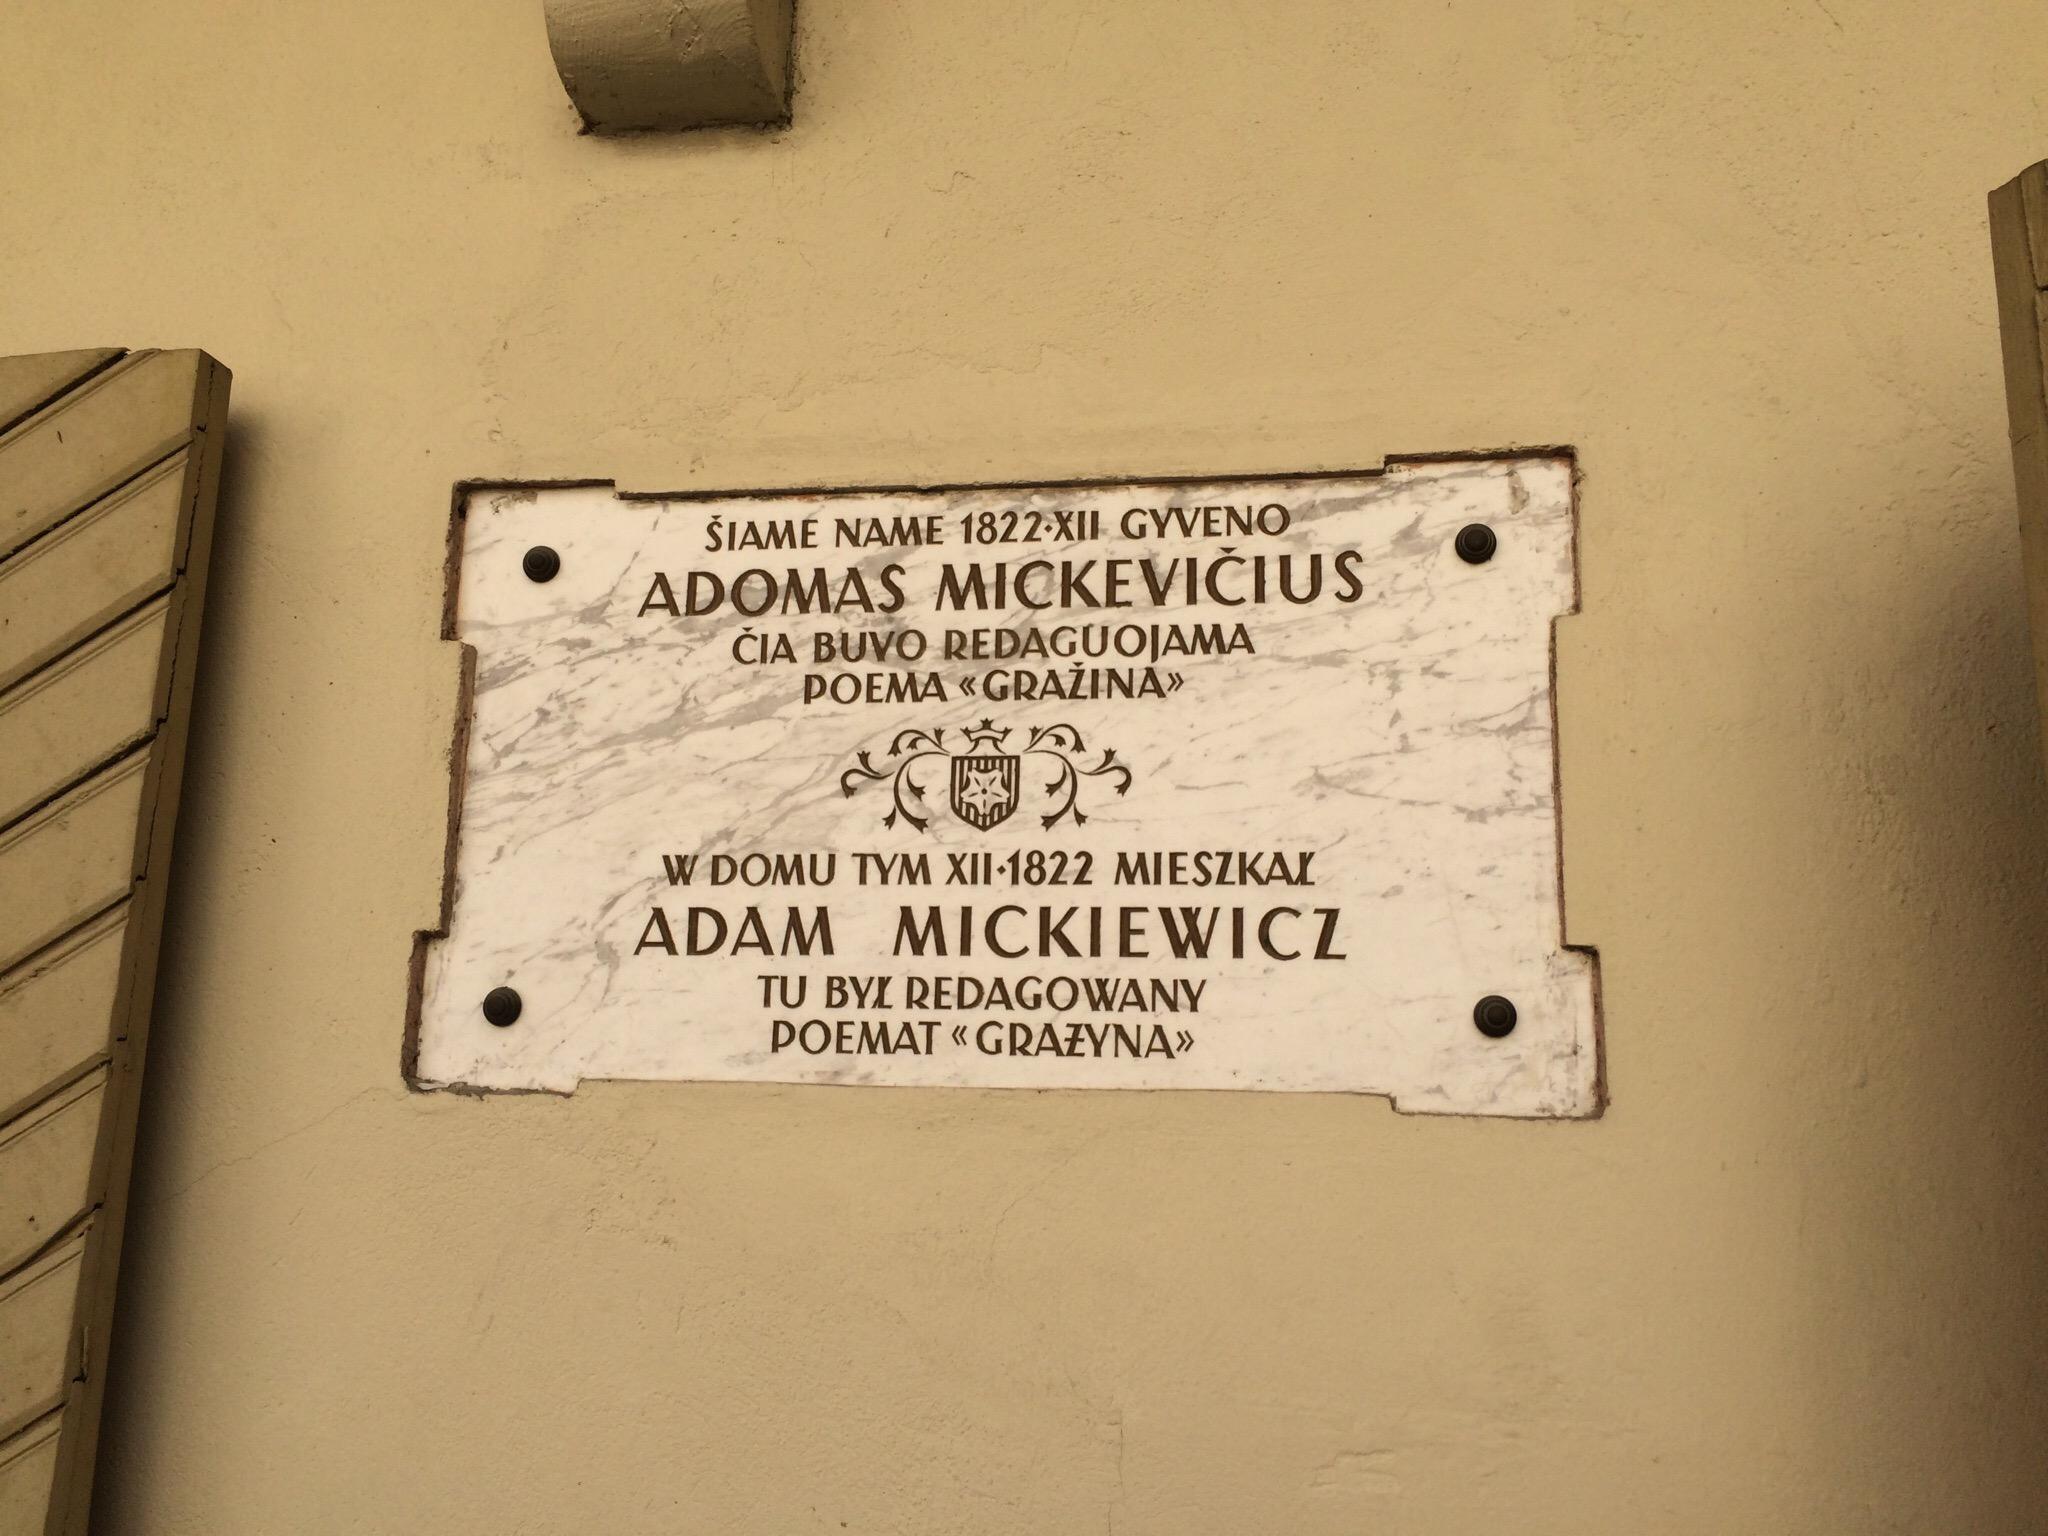 ŠIAME NAME 1822·XII GYVENO
ADOMAS MICKEVIČIUS
ČIA BUVO REDAGUOJAMA
POEMA «GRAŽINA»
W DOMU TYM XII·1822 MIESZKAŁ
ADAM MICKIEWICZ
TU BYŁ REDAGOWANY
POEMAT «GRAŻYNA»